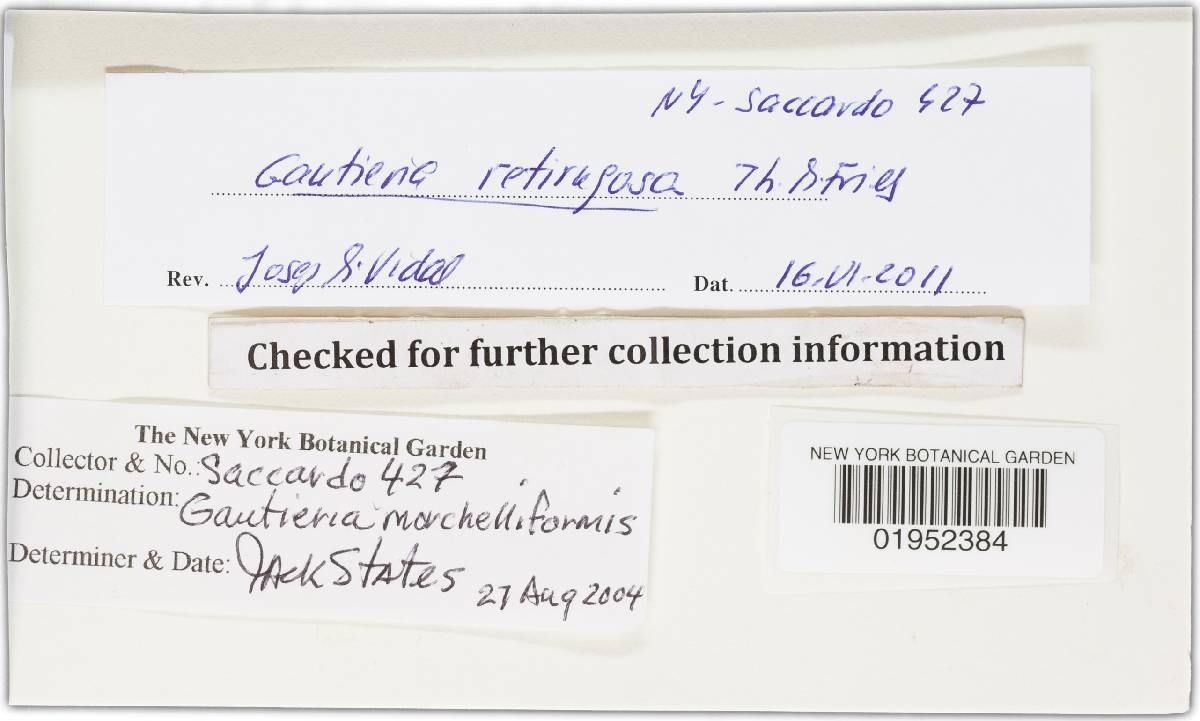 NY - Saccardo 427
Gautieria retirugosa Th. S. Fries
Rev. Josep S. Vidal Dat. 16-VI-2011
Checked for further collection information
The New York Botanical Garden
Collector & No.: Saccardo 427
Determination: Gautieria morchelliformis
Determiner & Date: Jack States 27 Aug 2004
NEW YORK BOTANICAL GARDEN
01952384